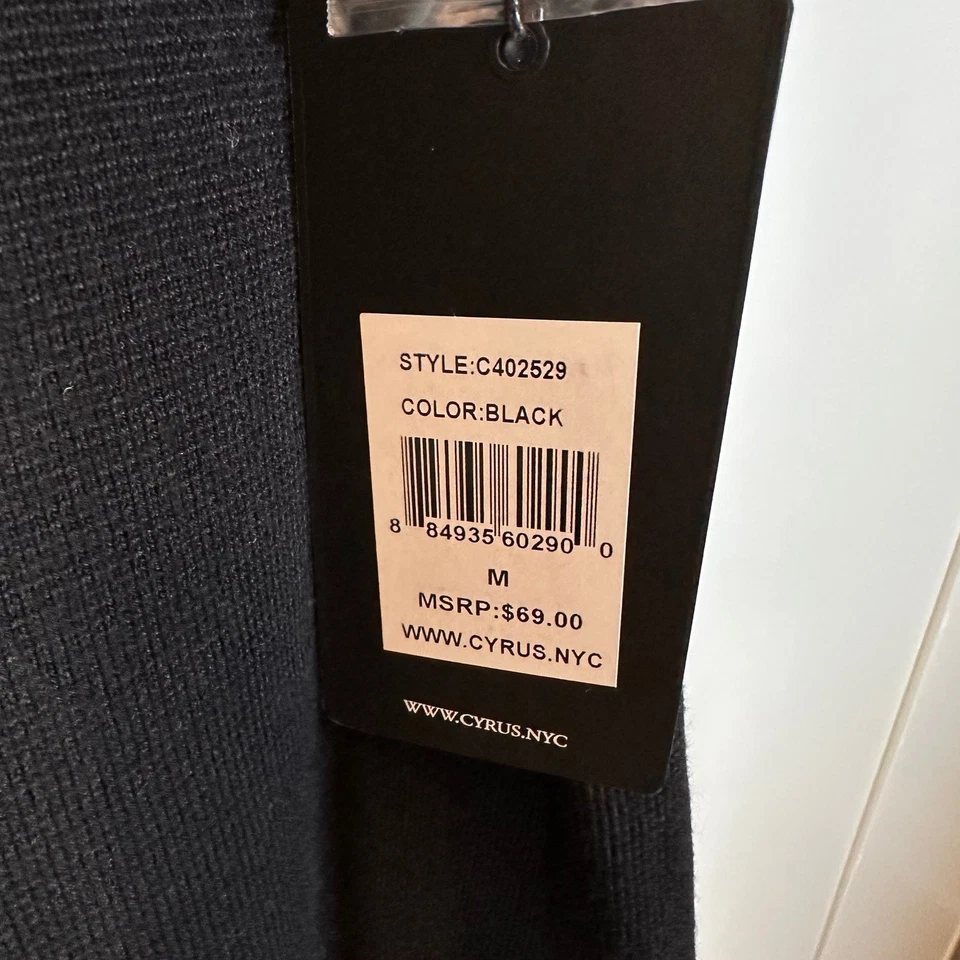 STYLE:C402529
COLOR:BLACK
8 84935 60290 0
M
MSRP:$69.00
WWW.CYRUS.NYC
WWW.CYRUS.NYC